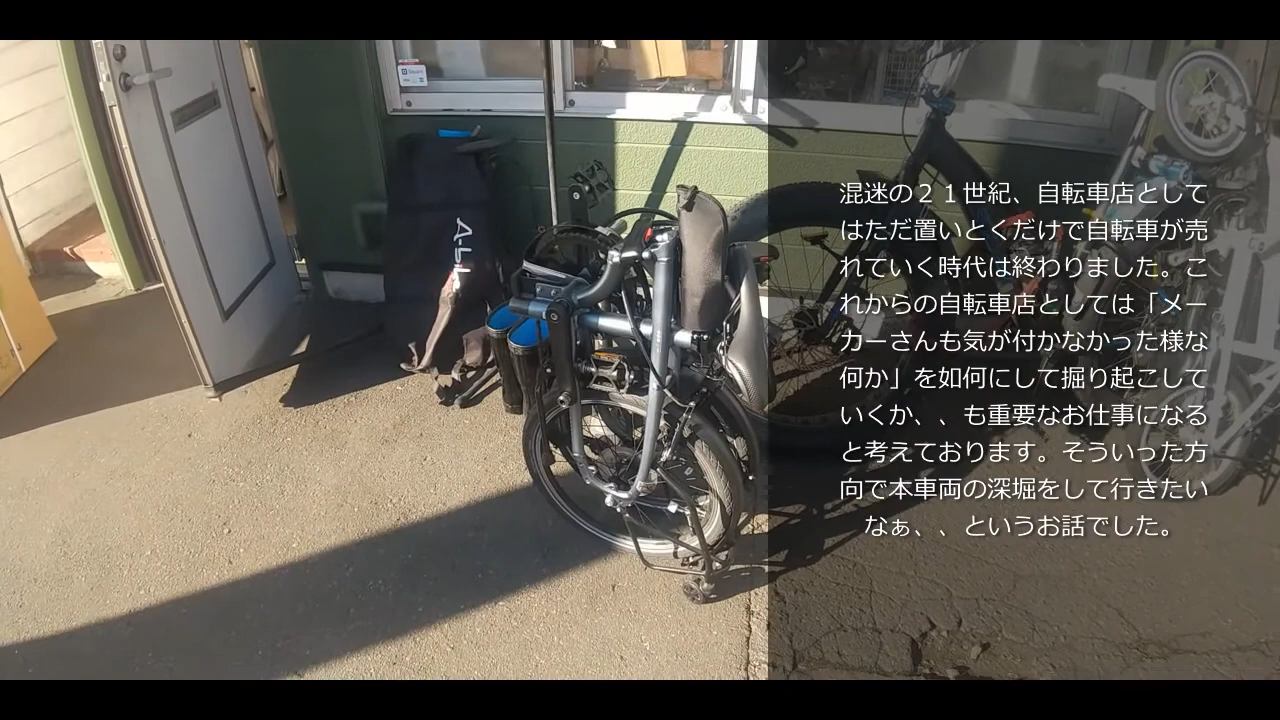 混迷の２１世紀、自転車店として
はただ置いとくだけで自転車が売
れていく時代は終わりました。こ
れからの自転車店としては「メー
カーさんも気が付かなかった様な
何か」を如何にして掘り起こして
いくか、、も重要なお仕事になる
と考えております。そういった方
向で本車両の深堀をして行きたい
なぁ、、というお話でした。